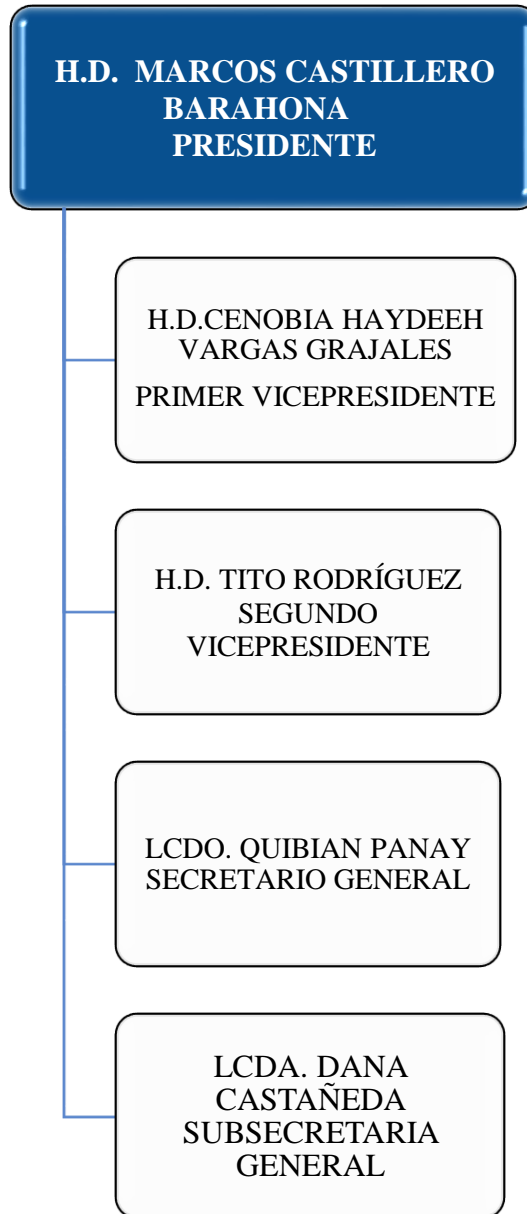 H.D. MARCOS CASTILLERO
BARAHONA
PRESIDENTE
H.D.CENOBIA HAYDEEH
VARGAS GRAJALES
PRIMER VICEPRESIDENTE
H.D. TITO RODRÍGUEZ
SEGUNDO
VICEPRESIDENTE
LCDO. QUIBIAN PANAY
SECRETARIO GENERAL
LCDA. DANA
CASTAÑEDA
SUBSECRETARIA
GENERAL